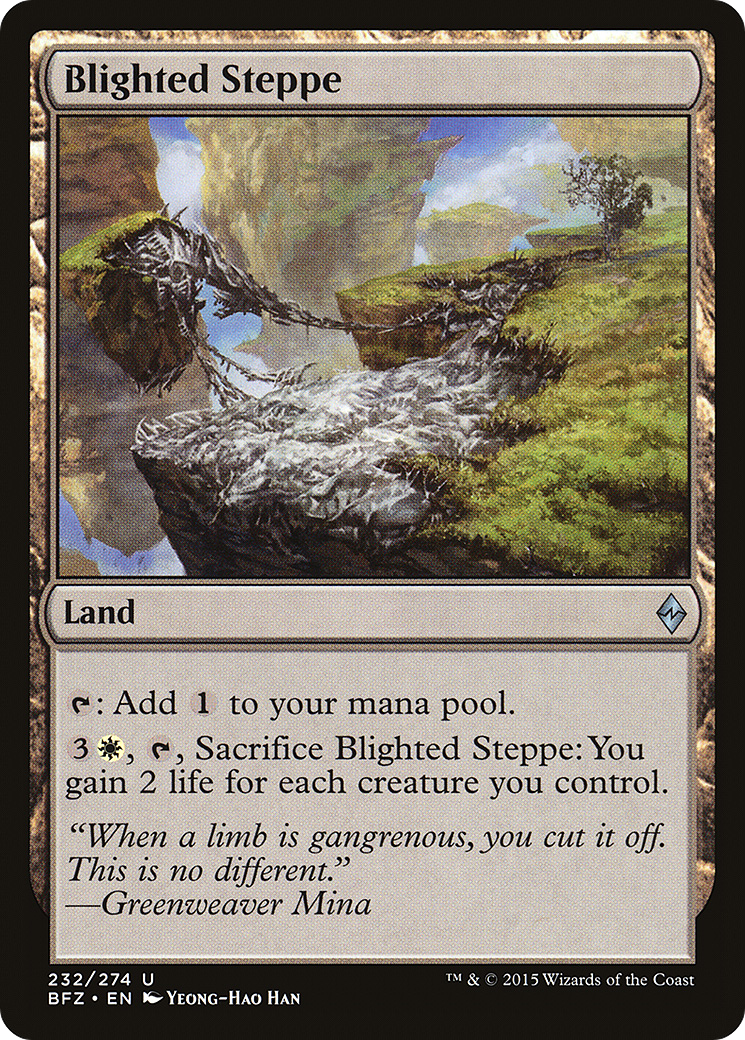 Blighted Steppe
Land
: Add 1 to your mana pool.
3, , Sacrifice Blighted Steppe: You
gain 2 life for each creature you control.
“When a limb is gangrenous, you cut it off.
This is no different.”
—Greenweaver Mina
232/274 U
™ & © 2015 Wizards of the Coast
BFZ • EN Yeong-Hao Han